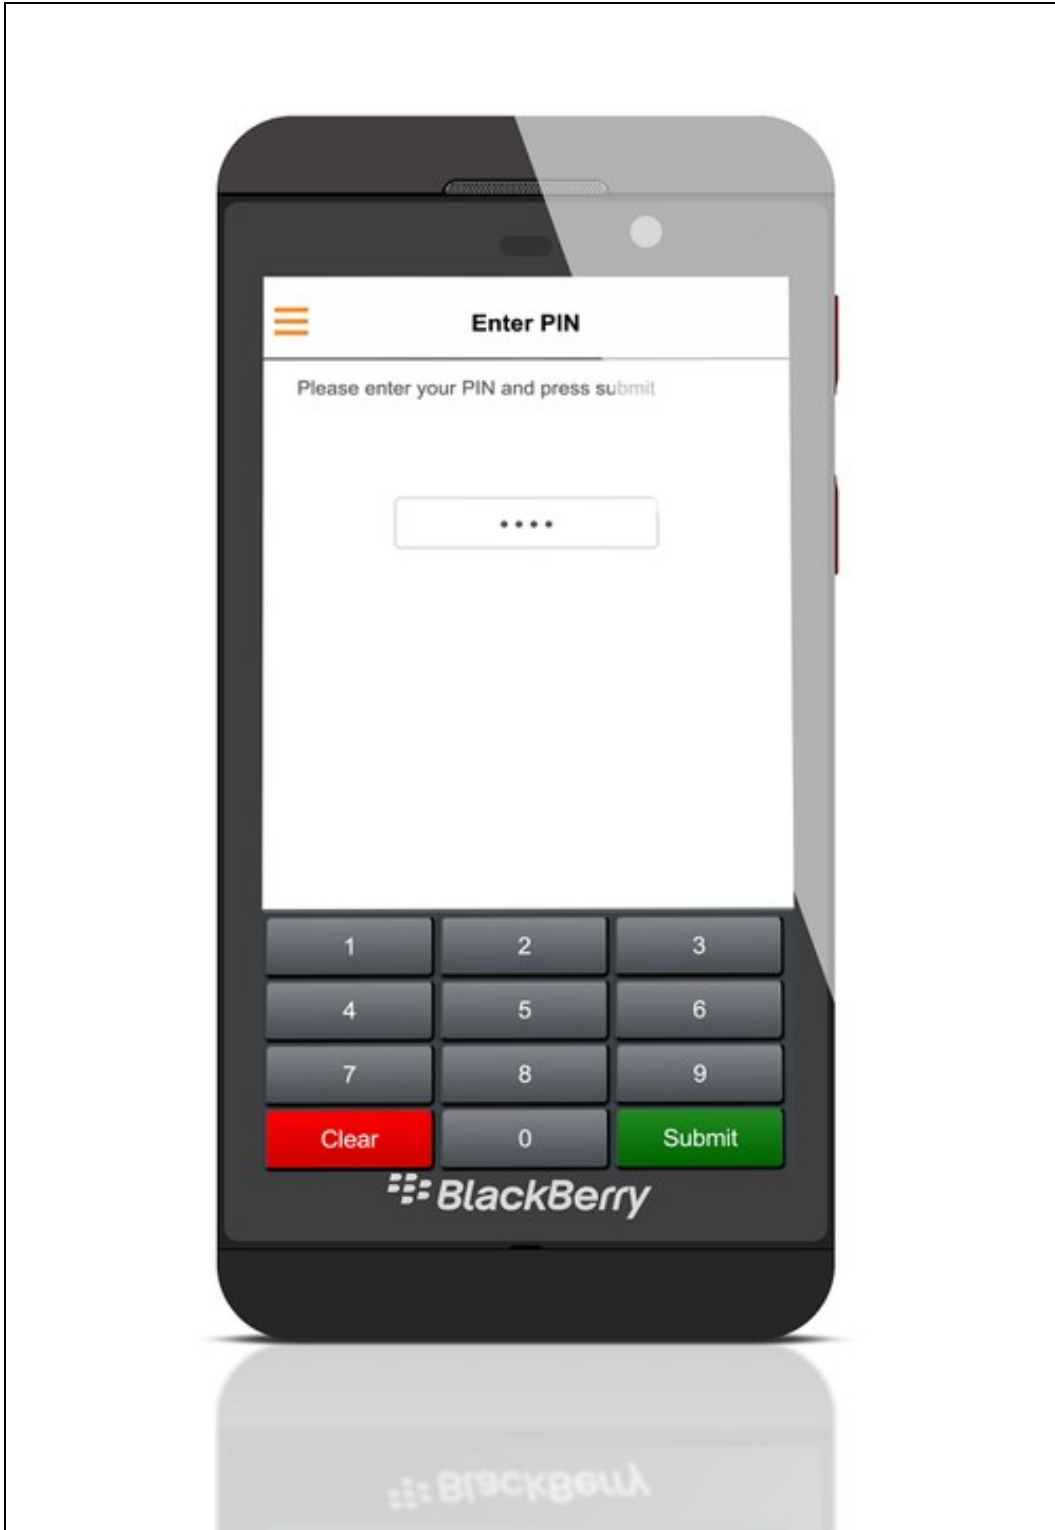 Enter PIN
Please enter your PIN and press submit
••••
1 2 3
4 5 6
7 8 9
Clear 0 Submit
BlackBerry
BlackBerry